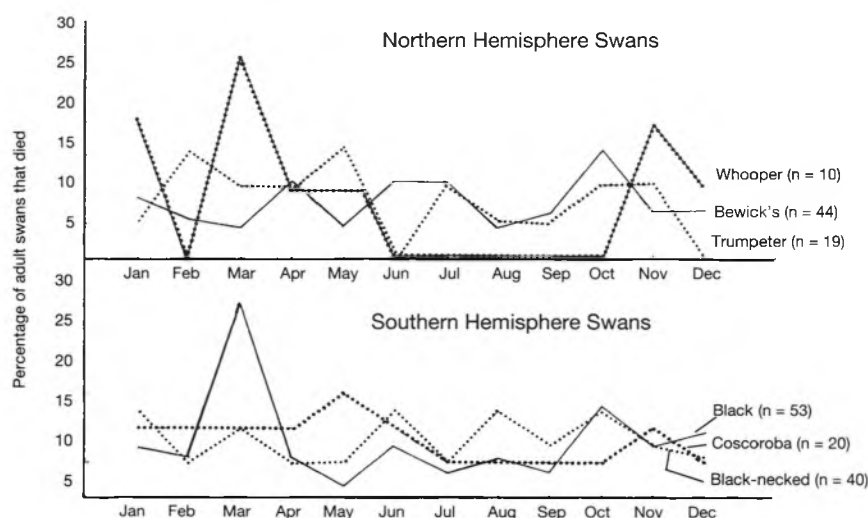 Percentage of adult swans that died
30
Northern Hemisphere Swans
25
20
15
Whooper (n = 10)
10
Bewick's (n = 44)
5
Trumpeter (n = 19)
Jan Feb Mar Apr May Jun Jul Aug Sep Oct Nov Dec
30
Southern Hemisphere Swans
25
20
15
Black (n = 53)
10
Coscoroba (n = 20)
5
Black-necked (n = 40)
Jan Feb Mar Apr May Jun Jul Aug Sep Oct Nov Dec